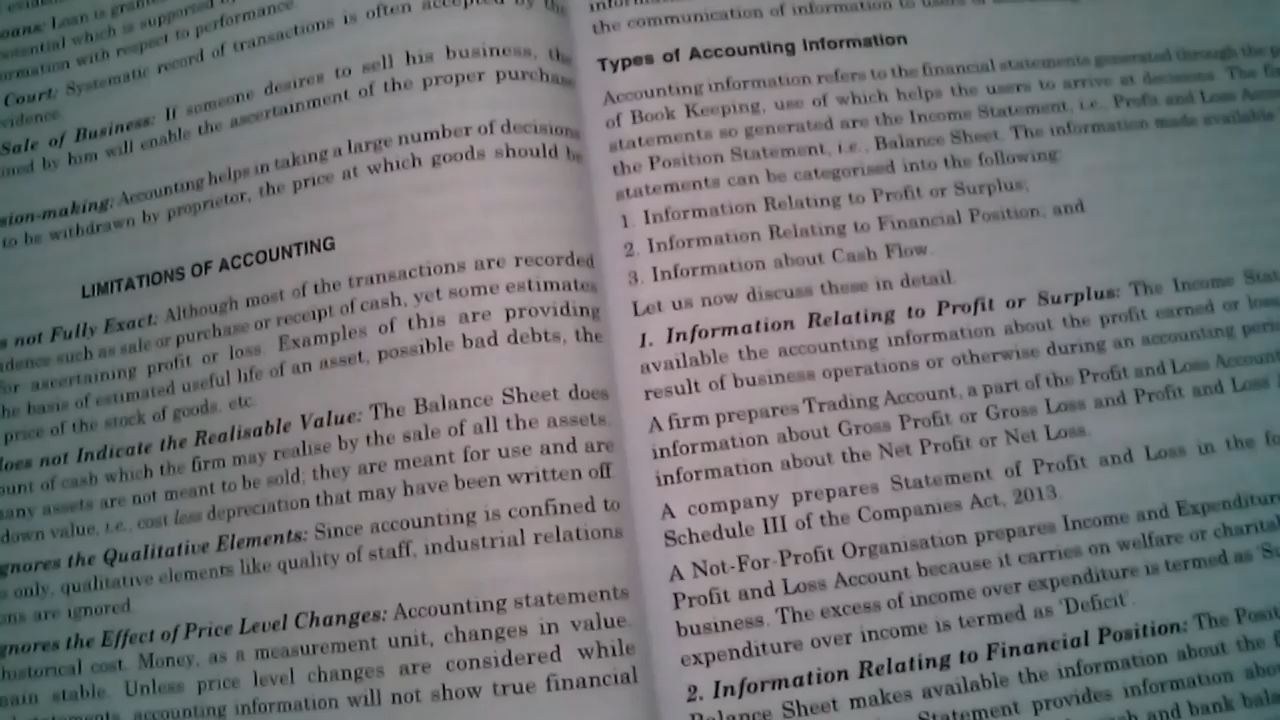 Loan is
which is supported
with respect to performance.
Court: Systematic record of transactions is often accepted by the
Sale of Business: If someone desires to sell his business, the
by him will enable the ascertainment of the proper purchase
Accounting helps in taking a large number of decisions
to be withdrawn by proprietor, the price at which goods should be
LIMITATIONS OF ACCOUNTING
not Fully Exact: Although most of the transactions are recorded
such as sale or purchase or receipt of cash, yet some estimates
for ascertaining profit or loss. Examples of this are providing
the basis of estimated useful life of an asset, possible bad debts, the
price of the stock of goods, etc.
not Indicate the Realisable Value: The Balance Sheet does
of cash which the firm may realise by the sale of all the assets.
assets are not meant to be sold; they are meant for use and are
down value, i.e., cost less depreciation that may have been written off
the Qualitative Elements: Since accounting is confined to
only, qualitative elements like quality of staff, industrial relations
are ignored.
the Effect of Price Level Changes: Accounting statements
historical cost. Money, as a measurement unit, changes in value.
stable. Unless price level changes are considered while
accounting information will not show true financial
the communication of information to users of
Types of Accounting Information
Accounting information refers to the financial statements generated through the
of Book Keeping, use of which helps the users to arrive at decisions. The
statements so generated are the Income Statement, i.e., Profit and Loss
the Position Statement, i.e., Balance Sheet. The information made available
statements can be categorised into the following:
1. Information Relating to Profit or Surplus;
2. Information Relating to Financial Position; and
3. Information about Cash Flow.
Let us now discuss these in detail.
1. Information Relating to Profit or Surplus: The Income
available the accounting information about the profit earned or
result of business operations or otherwise during an accounting
A firm prepares Trading Account, a part of the Profit and Loss Account
information about Gross Profit or Gross Loss and Profit and Loss
information about the Net Profit or Net Loss.
A company prepares Statement of Profit and Loss in the
Schedule III of the Companies Act, 2013.
A Not-For-Profit Organisation prepares Income and
Profit and Loss Account because it carries on welfare or
business. The excess of income over expenditure is termed as
expenditure over income is termed as 'Deficit'.
2. Information Relating to Financial Position: The
Balance Sheet makes available the information about the
Statement provides information
and bank